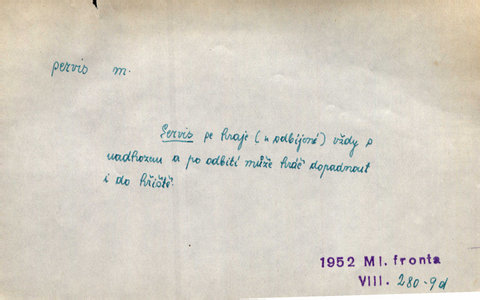 servis m.
Servis se hraje (u odbíjené) vždy s
nadhozem a po odbití může hráč dopadnout
i do hřiště.
1952 Ml. fronta
VIII. 280-9d